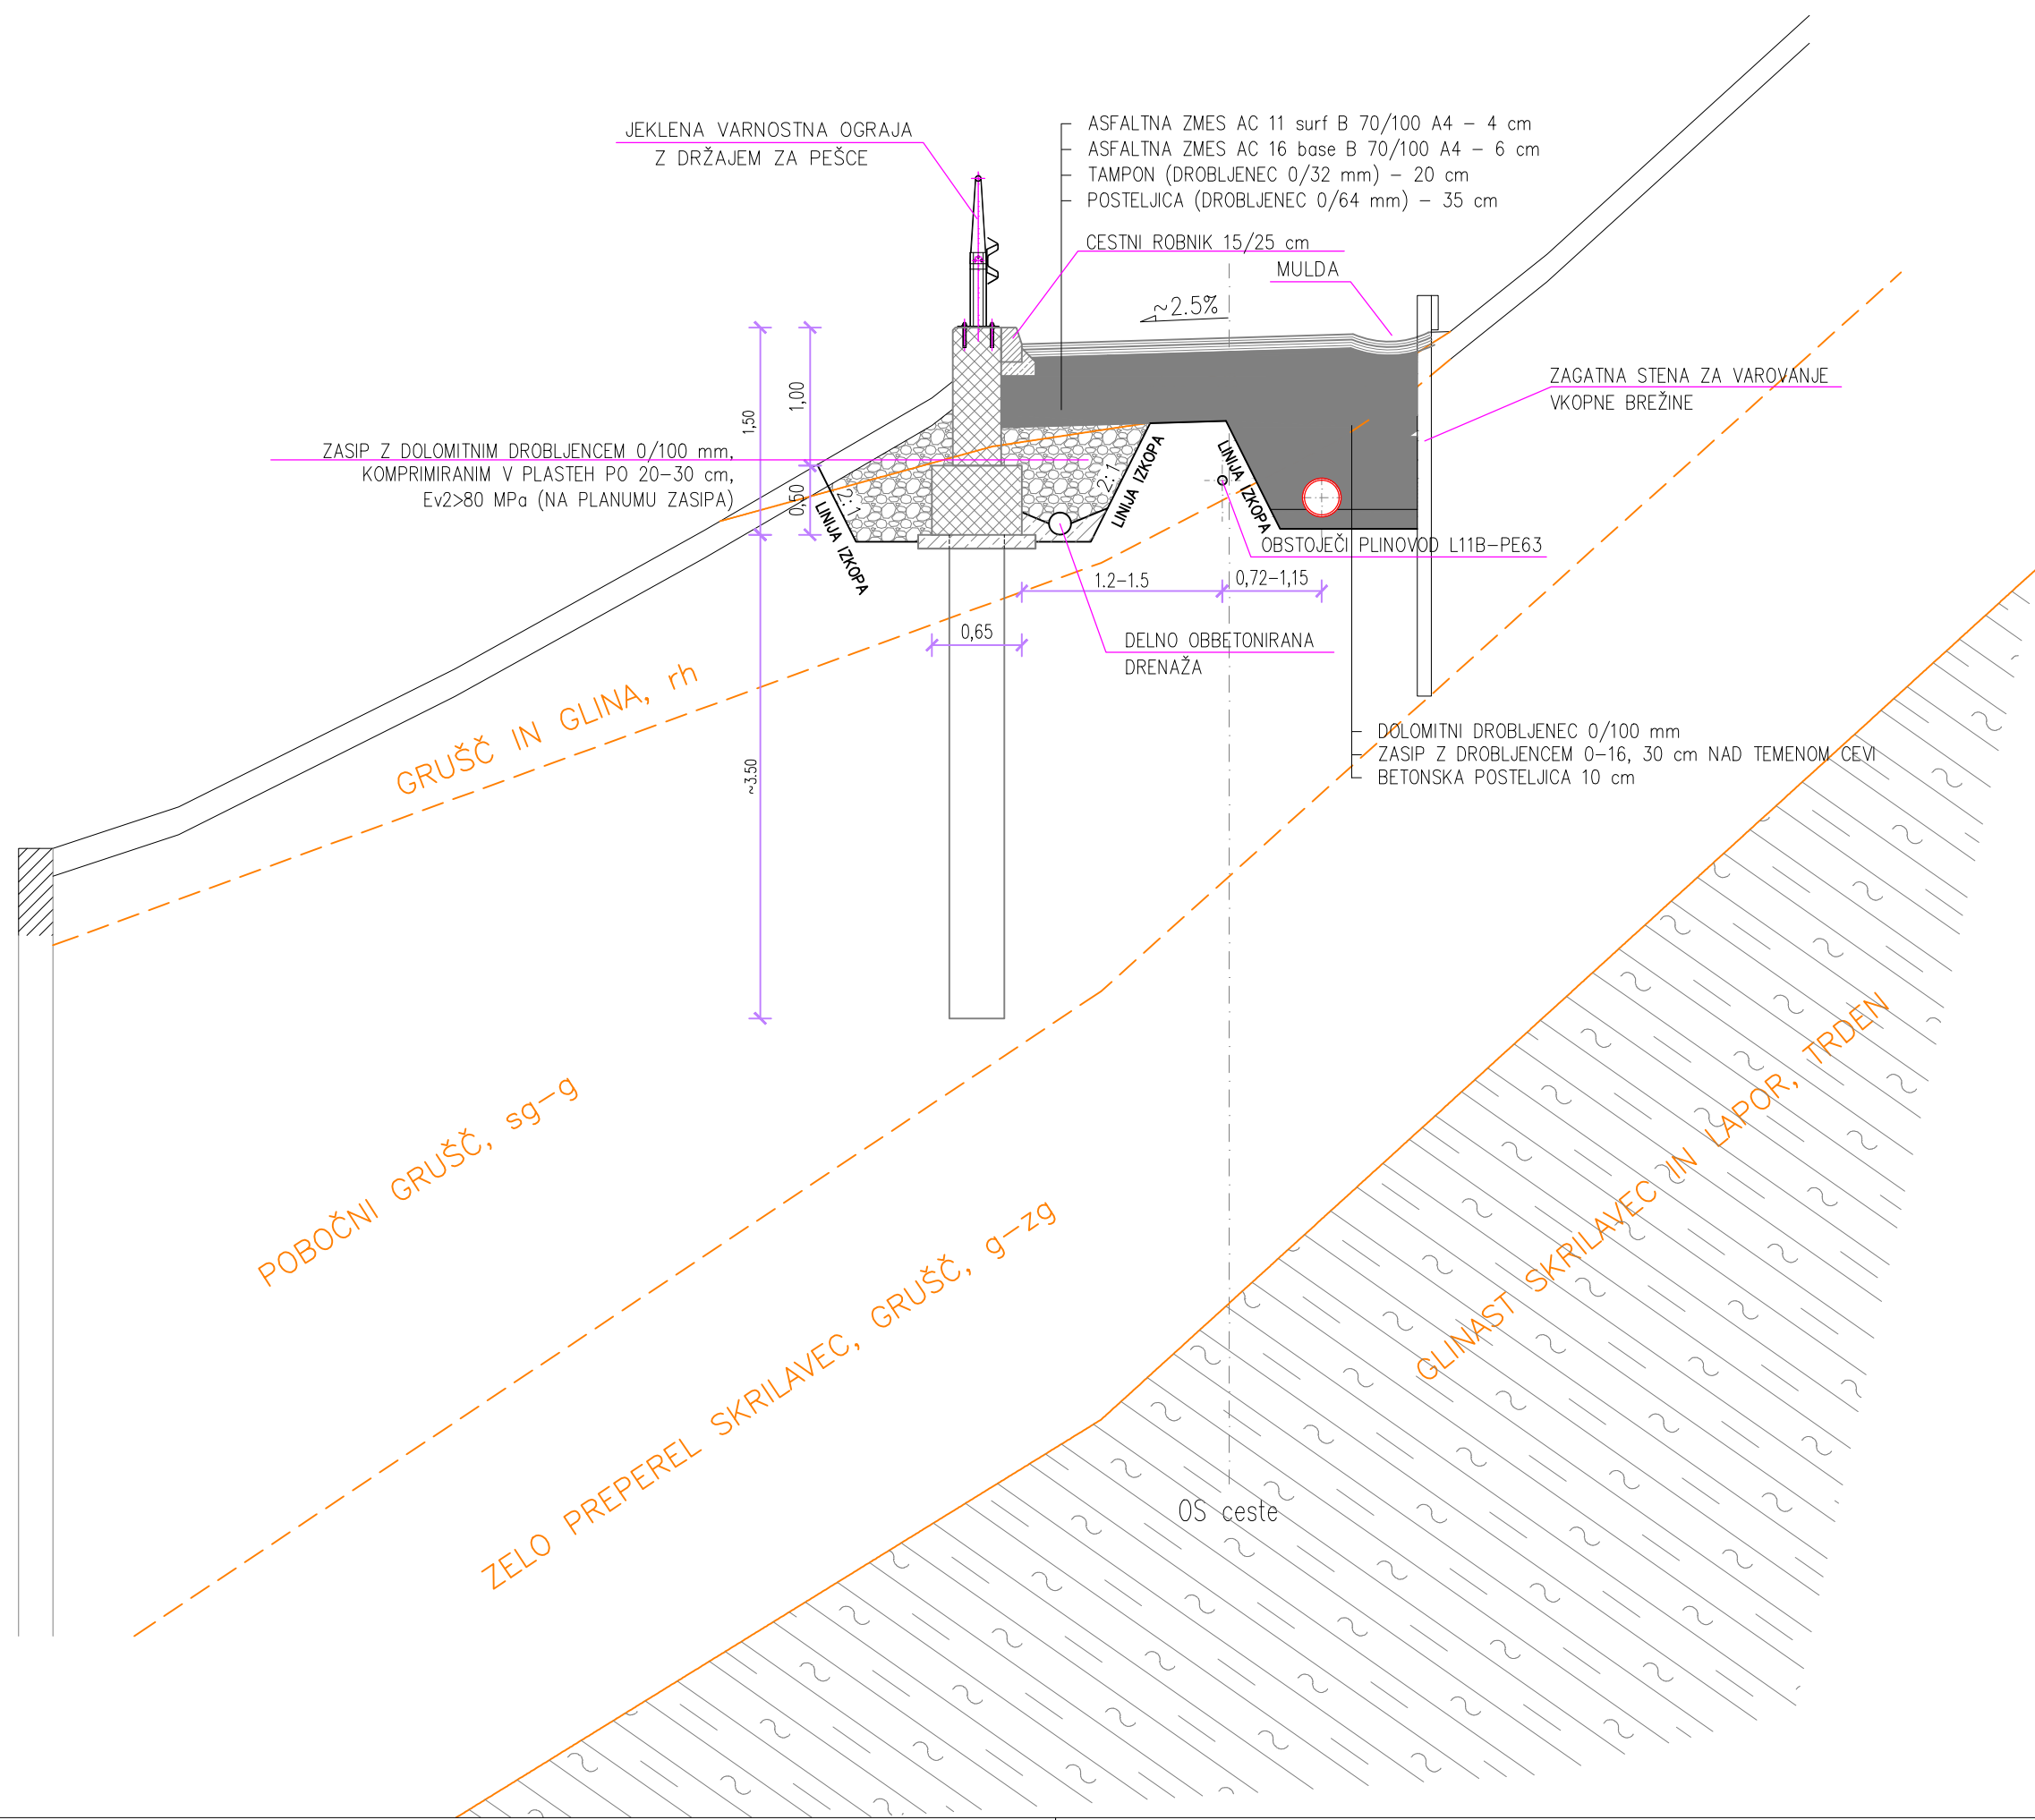 JEKLENA VARNOSTNA OGRAJA
Z DRŽAJEM ZA PEŠCE
ASFALTNA ZMES AC 11 surf B 70/100 A4 – 4 cm
ASFALTNA ZMES AC 16 base B 70/100 A4 – 6 cm
TAMPON (DROBLJENEC 0/32 mm) – 20 cm
POSTELJICA (DROBLJENEC 0/64 mm) – 35 cm
CESTNI ROBNIK 15/25 cm
MULDA
~2.5%
ZAGATNA STENA ZA VAROVANJE
VKOPNE BREŽINE
1,00
1,50
0,50
ZASIP Z DOLOMITNIM DROBLJENCEM 0/100 mm,
KOMPRIMIRANIM V PLASTEH PO 20–30 cm,
Ev2>80 MPa (NA PLANUMU ZASIPA)
2:1
LINIJA IZKOPA
2:1
LINIJA IZKOPA
LINIJA IZKOPA
OBSTOJEČI PLINOVOD L11B–PE63
1.2–1.5
0,72–1,15
0,65
DELNO OBBETONIRANA
DRENAŽA
~3.50
DOLOMITNI DROBLJENEC 0/100 mm
ZASIP Z DROBLJENCEM 0–16, 30 cm NAD TEMENOM CEVI
BETONSKA POSTELJICA 10 cm
GRUŠČ IN GLINA, rh
POBOČNI GRUŠČ, sg–g
ZELO PREPEREL SKRILAVEC, GRUŠČ, g–zg
GLINAST SKRILAVEC IN LAPOR, TRDEN
OS ceste